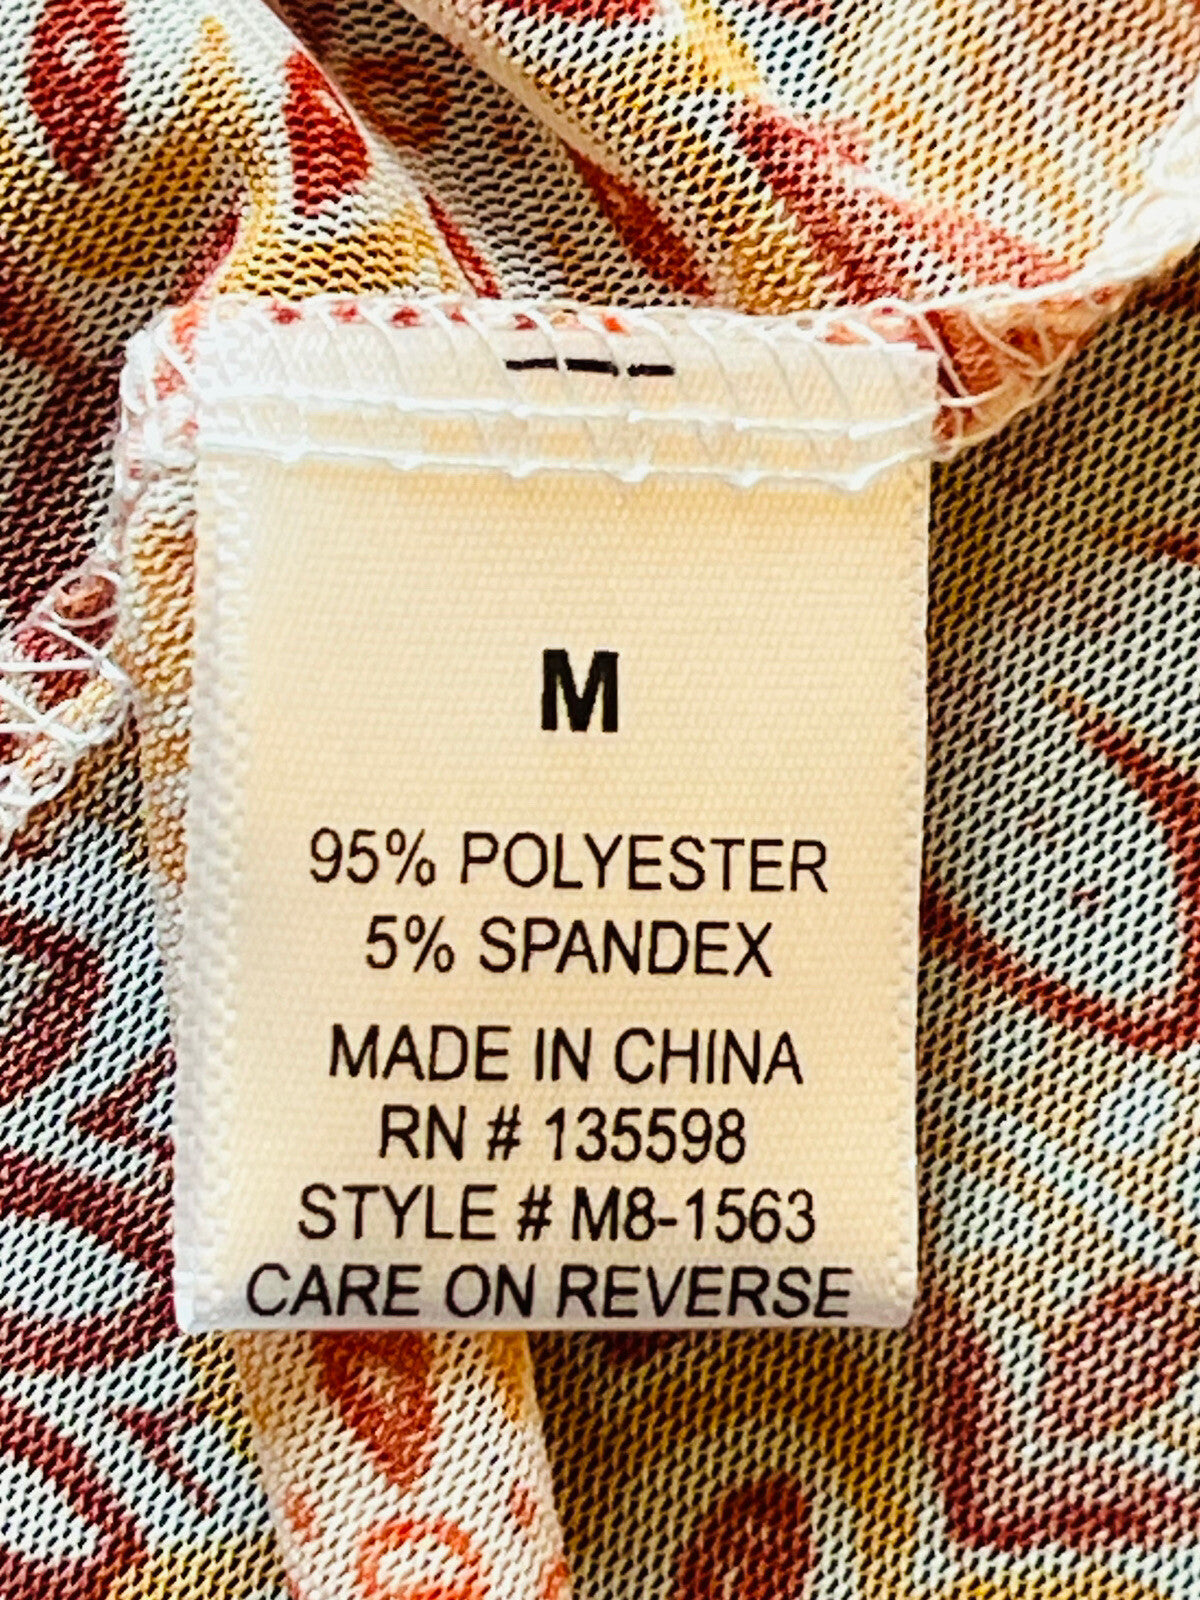 M
95% POLYESTER
5% SPANDEX
MADE IN CHINA
RN # 135598
STYLE # M8-1563
CARE ON REVERSE